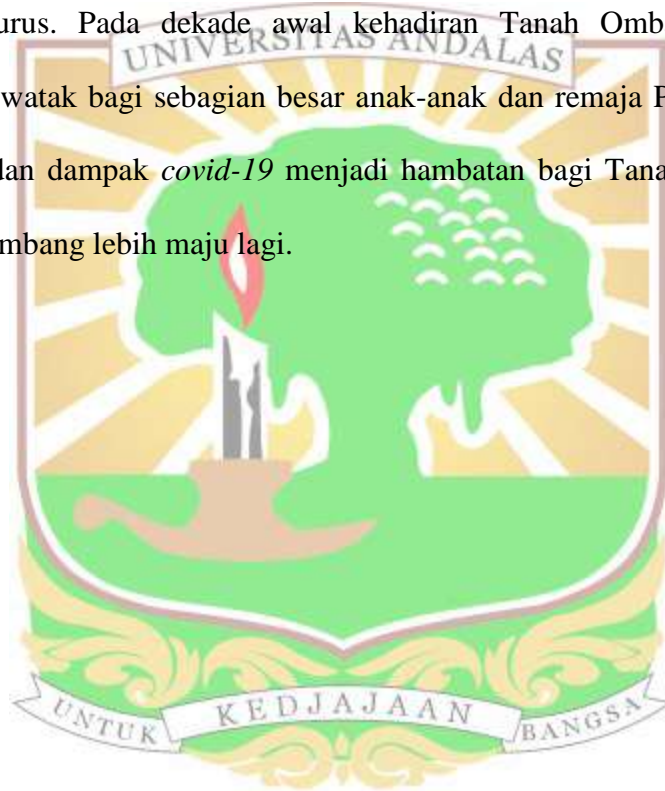 urus. Pada dekade awal kehadiran Tanah Omb
UNIVERSITAS ANDALAS
watak bagi sebagian besar anak-anak dan remaja P
dan dampak covid-19 menjadi hambatan bagi Tana
mbang lebih maju lagi.
UNTUK KEDJAJAAN BANGSA